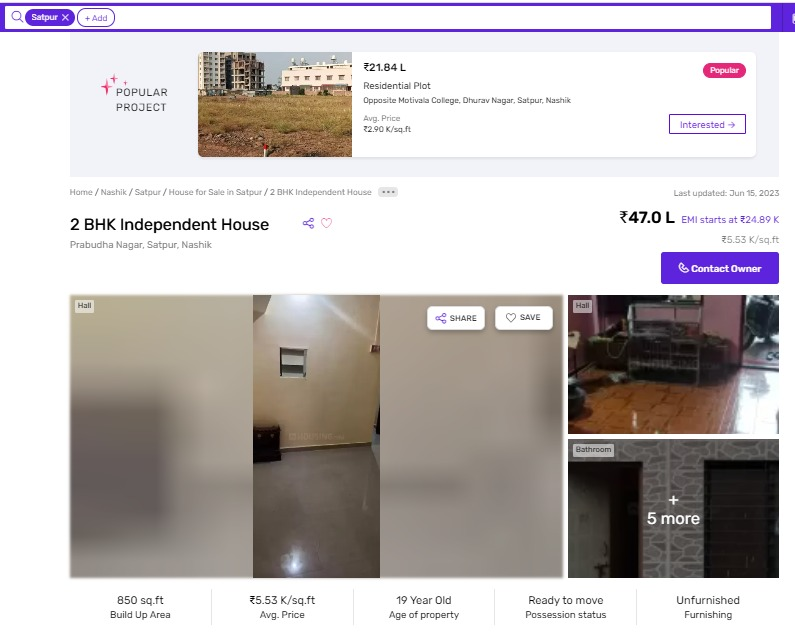 Satpur
+ Add
POPULAR
PROJECT
₹21.84 L
Popular
Residential Plot
Opposite Motivala College, Dhurav Nagar, Satpur, Nashik
Avg. Price
₹2.90 K/sq.ft
Interested →
Home / Nashik / Satpur / House for Sale in Satpur / 2 BHK Independent House
Last updated: Jun 15, 2023
2 BHK Independent House
₹47.0 L EMI starts at ₹24.89 K
Prabudha Nagar, Satpur, Nashik
₹5.53 K/sq.ft
Contact Owner
Hall
SHARE
SAVE
Hall
Bathroom
+
5 more
850 sq.ft
Build Up Area
₹5.53 K/sq.ft
Avg. Price
19 Year Old
Age of property
Ready to move
Possession status
Unfurnished
Furnishing